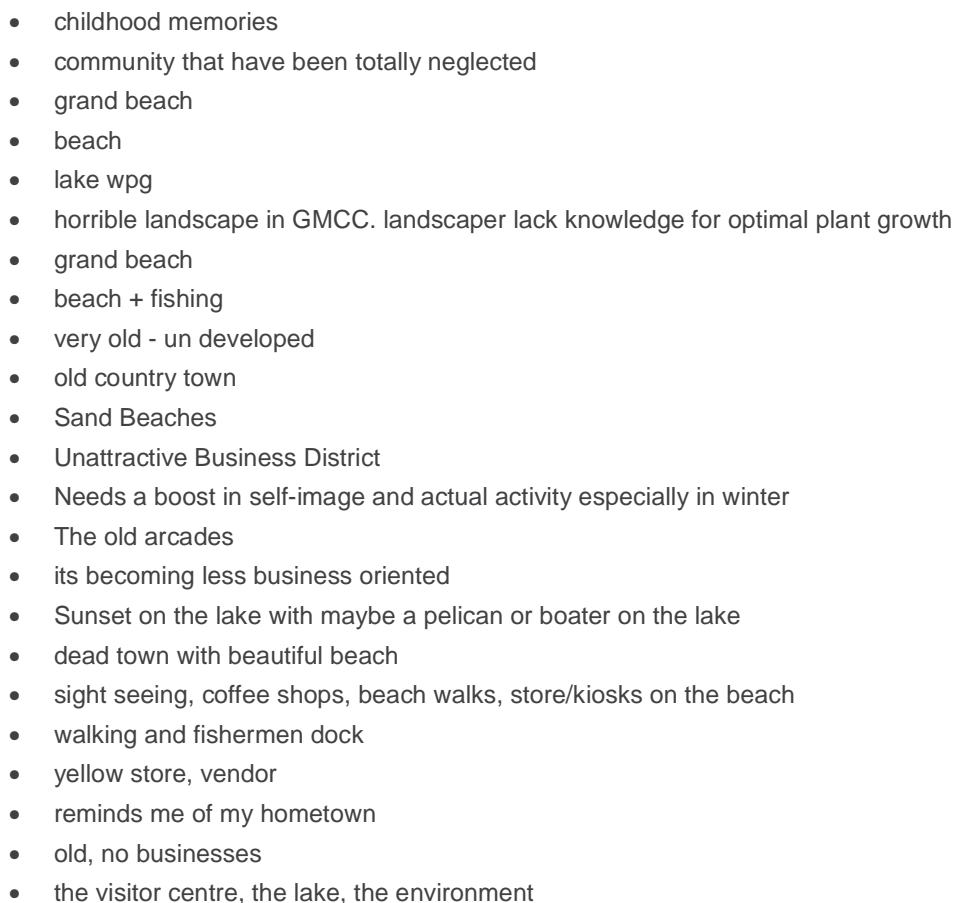 • childhood memories
• community that have been totally neglected
• grand beach
• beach
• lake wpg
• horrible landscape in GMCC. landscaper lack knowledge for optimal plant growth
• grand beach
• beach + fishing
• very old - un developed
• old country town
• Sand Beaches
• Unattractive Business District
• Needs a boost in self-image and actual activity especially in winter
• The old arcades
• its becoming less business oriented
• Sunset on the lake with maybe a pelican or boater on the lake
• dead town with beautiful beach
• sight seeing, coffee shops, beach walks, store/kiosks on the beach
• walking and fishermen dock
• yellow store, vendor
• reminds me of my hometown
• old, no businesses
• the visitor centre, the lake, the environment